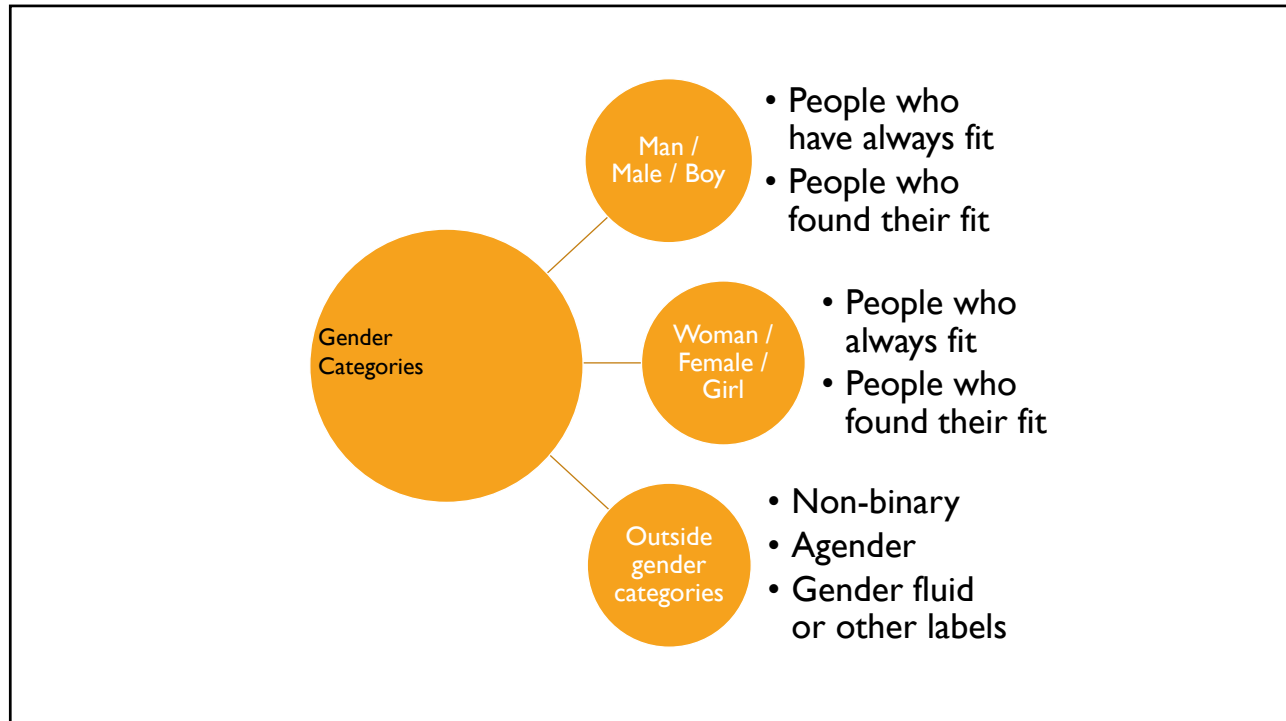 Gender
Categories
Man /
Male / Boy
• People who
have always fit
• People who
found their fit
Woman /
Female /
Girl
• People who
always fit
• People who
found their fit
Outside
gender
categories
• Non-binary
• Agender
• Gender fluid
or other labels